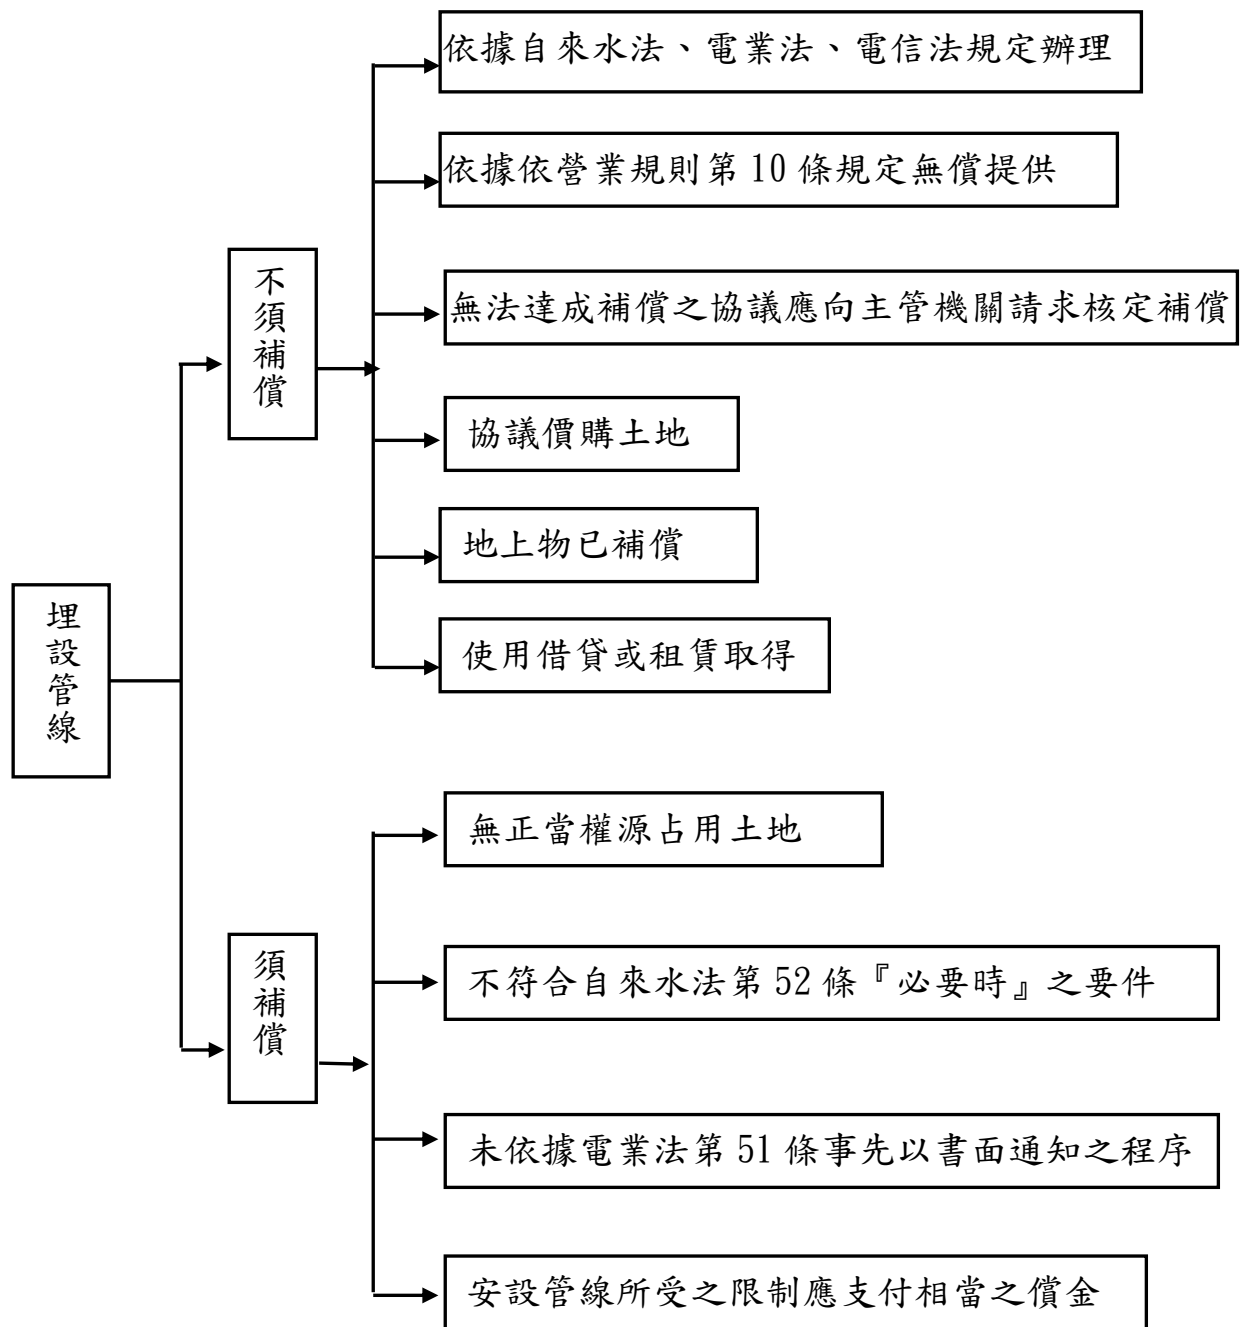 依據自來水法、電業法、電信法規定辦理
依據依營業規則第 10 條規定無償提供
不須補償
無法達成補償之協議應向主管機關請求核定補償
協議價購土地
地上物已補償
使用借貸或租賃取得
埋設管線
無正當權源占用土地
須補償
不符合自來水法第 52 條『必要時』之要件
未依據電業法第 51 條事先以書面通知之程序
安設管線所受之限制應支付相當之償金